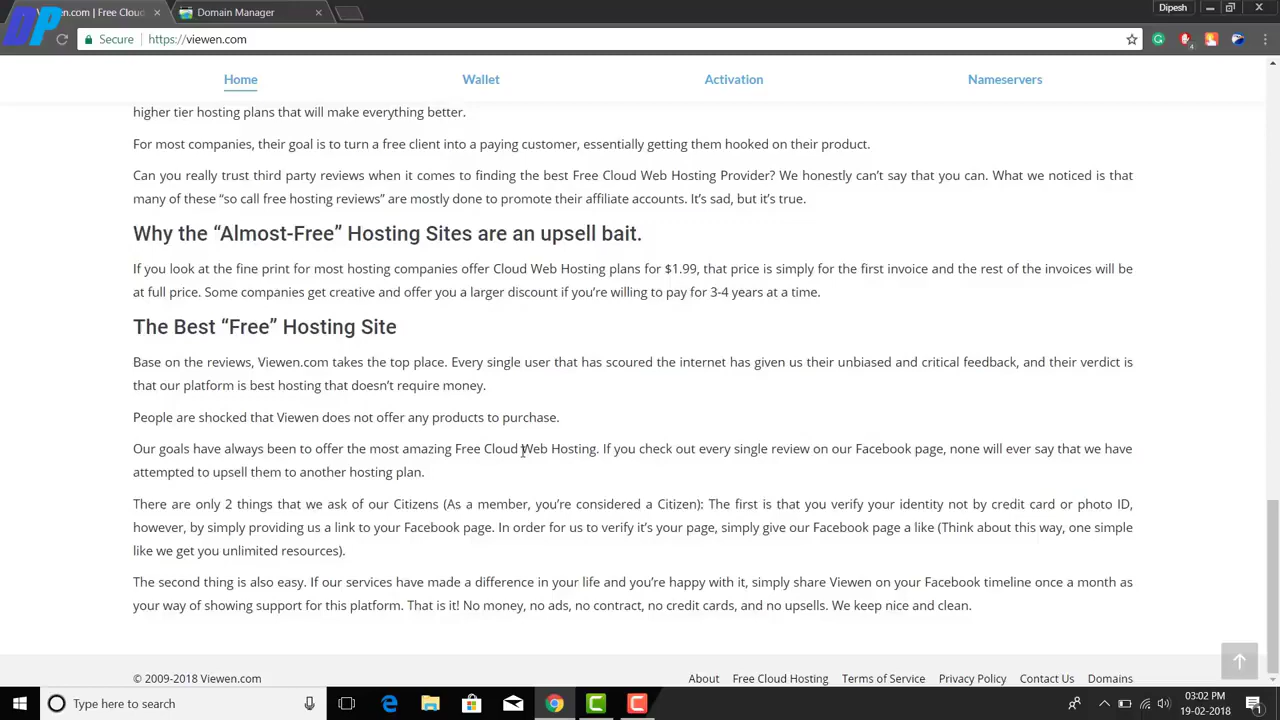 en.com | Free Cloud
Domain Manager
Dipesh
DP
Secure
https://viewen.com
Home
Wallet
Activation
Nameservers
higher tier hosting plans that will make everything better.
For most companies, their goal is to turn a free client into a paying customer, essentially getting them hooked on their product.
Can you really trust third party reviews when it comes to finding the best Free Cloud Web Hosting Provider? We honestly can’t say that you can. What we noticed is that
many of these “so call free hosting reviews” are mostly done to promote their affiliate accounts. It’s sad, but it’s true.
Why the “Almost-Free” Hosting Sites are an upsell bait.
If you look at the fine print for most hosting companies offer Cloud Web Hosting plans for $1.99, that price is simply for the first invoice and the rest of the invoices will be
at full price. Some companies get creative and offer you a larger discount if you’re willing to pay for 3-4 years at a time.
The Best “Free” Hosting Site
Base on the reviews, Viewen.com takes the top place. Every single user that has scoured the internet has given us their unbiased and critical feedback, and their verdict is
that our platform is best hosting that doesn’t require money.
People are shocked that Viewen does not offer any products to purchase.
Our goals have always been to offer the most amazing Free Cloud Web Hosting. If you check out every single review on our Facebook page, none will ever say that we have
attempted to upsell them to another hosting plan.
There are only 2 things that we ask of our Citizens (As a member, you’re considered a Citizen): The first is that you verify your identity not by credit card or photo ID,
however, by simply providing us a link to your Facebook page. In order for us to verify it’s your page, simply give our Facebook page a like (Think about this way, one simple
like we get you unlimited resources).
The second thing is also easy. If our services have made a difference in your life and you’re happy with it, simply share Viewen on your Facebook timeline once a month as
your way of showing support for this platform. That is it! No money, no ads, no contract, no credit cards, and no upsells. We keep nice and clean.
© 2009-2018 Viewen.com
About
Free Cloud Hosting
Terms of Service
Privacy Policy
Contact Us
Domains
Type here to search
03:02 PM
19-02-2018